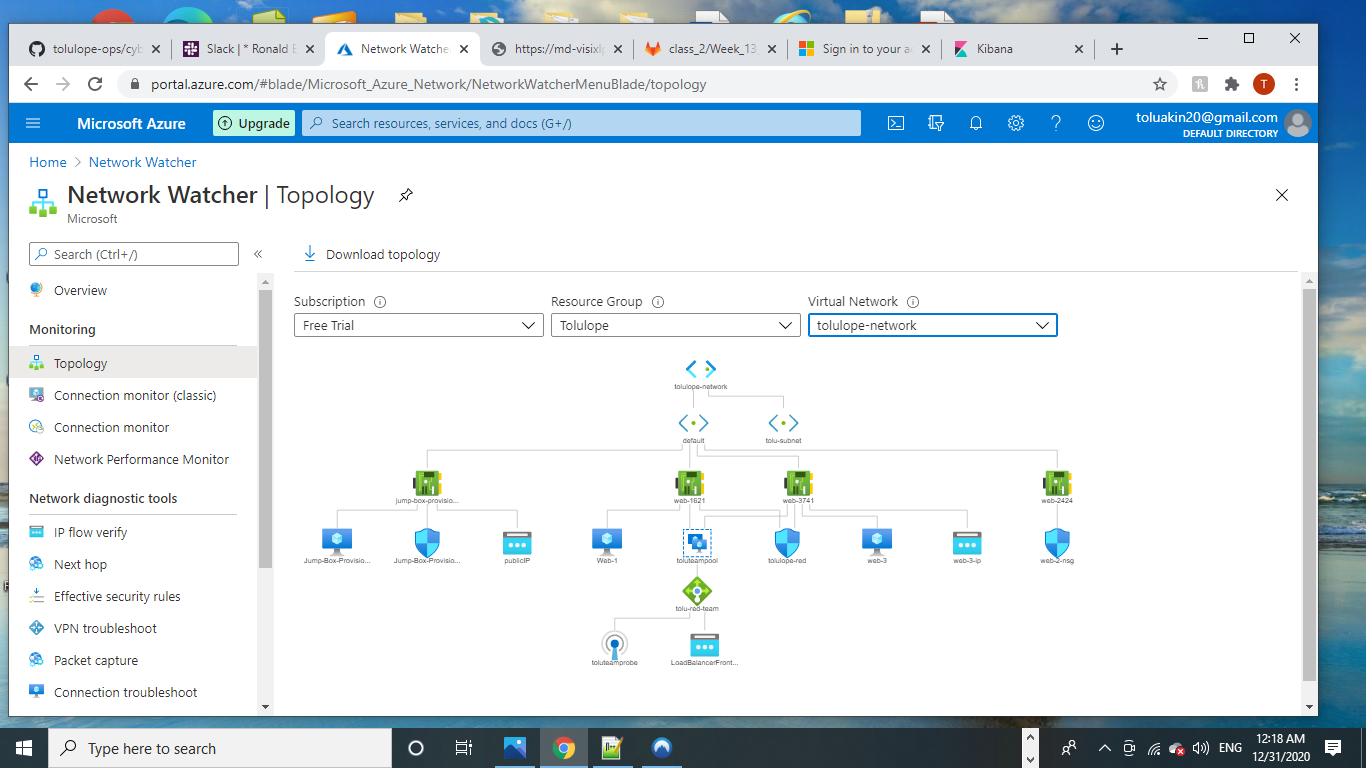 tolulope-ops/cyb
Slack | * Ronald E
Network Watche
https://md-visixlp
class_2/Week_13_
Sign in to your a
Kibana
portal.azure.com/#blade/Microsoft_Azure_Network/NetworkWatcherMenuBlade/topology
T
Microsoft Azure
Upgrade
Search resources, services, and docs (G+/)
toluakin20@gmail.com
DEFAULT DIRECTORY
Home > Network Watcher
Network Watcher | Topology
Microsoft
Search (Ctrl+/)
«
Download topology
Overview
Monitoring
Topology
Connection monitor (classic)
Connection monitor
Network Performance Monitor
Network diagnostic tools
IP flow verify
Next hop
Effective security rules
VPN troubleshoot
Packet capture
Connection troubleshoot
Subscription
Resource Group
Virtual Network
Free Trial
Tolulope
tolulope-network
tolulope-network
default
tolu-subnet
jump-box-provisio...
web-1621
web-3741
web-2424
Jump-Box-Provisio...
Jump-Box-Provisio...
publicIP
Web-1
toluteampool
tolulope-red
web-3
web-3-ip
web-2-nsg
tolu-red-team
toluteamprobe
LoadBalancerFront...
Type here to search
ENG
12:18 AM
12/31/2020